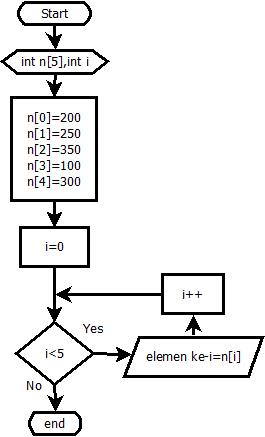 Start
int n[5],int i
n[0]=200
n[1]=250
n[2]=350
n[3]=100
n[4]=300
i=0
i++
Yes
i<5
elemen ke-i=n[i]
No
end